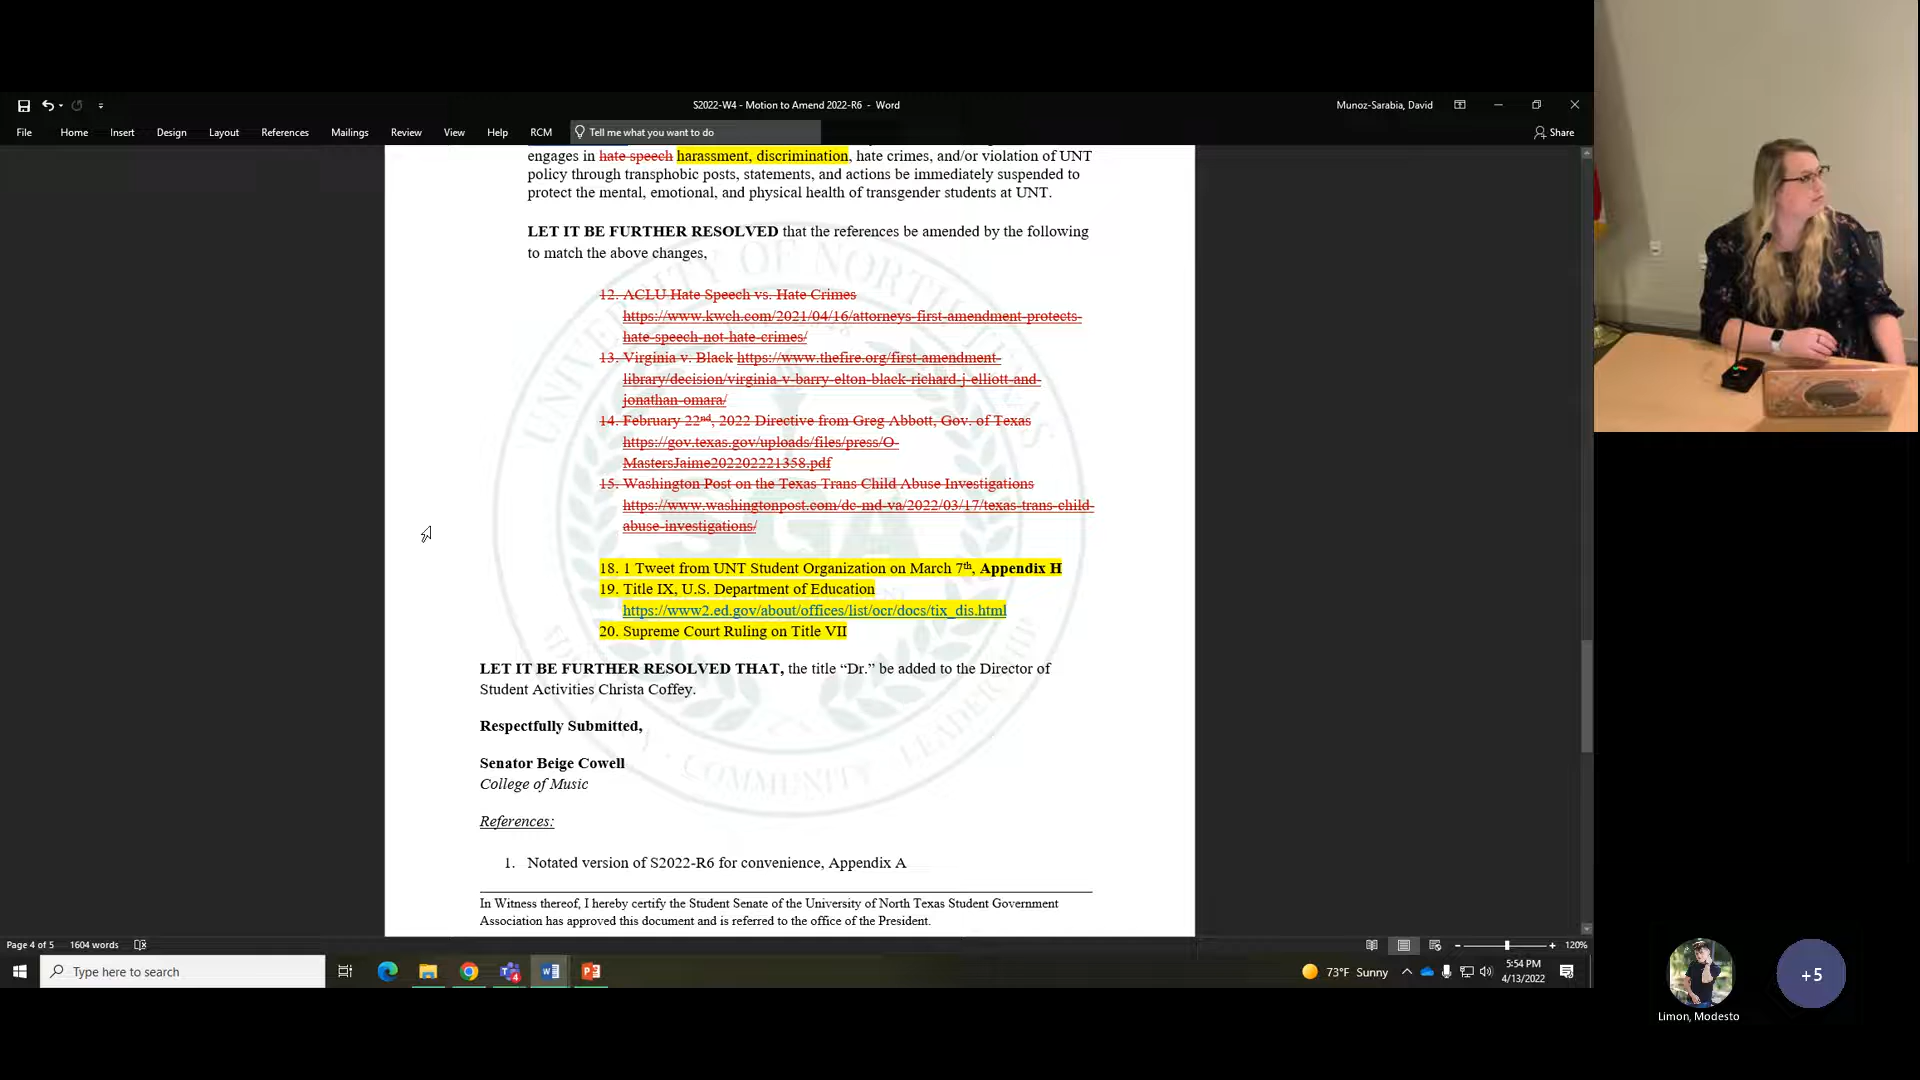 S2022-W4 - Motion to Amend 2022-R6 - Word
Munoz-Sarabia, David
File Home Insert Design Layout References Mailings Review View Help RCM Tell me what you want to do Share
engages in hate speech harassment, discrimination, hate crimes, and/or violation of UNT
policy through transphobic posts, statements, and actions be immediately suspended to
protect the mental, emotional, and physical health of transgender students at UNT.
LET IT BE FURTHER RESOLVED that the references be amended by the following
to match the above changes,
12. ACLU Hate Speech vs. Hate Crimes
https://www.kwch.com/2021/04/16/attorneys-first-amendment-protects-
hate-speech-not-hate-crimes/
13. Virginia v. Black https://www.thefire.org/first-amendment-
library/decision/virginia-v-barry-elton-black-richard-j-elliott-and-
jonathan-omara/
14. February 22nd, 2022 Directive from Greg Abbott, Gov. of Texas
https://gov.texas.gov/uploads/files/press/O-
MastersJaime202202221358.pdf
15. Washington Post on the Texas Trans Child Abuse Investigations
https://www.washingtonpost.com/dc-md-va/2022/03/17/texas-trans-child-
abuse-investigations/
18. 1 Tweet from UNT Student Organization on March 7th, Appendix H
19. Title IX, U.S. Department of Education
https://www2.ed.gov/about/offices/list/ocr/docs/tix_dis.html
20. Supreme Court Ruling on Title VII
LET IT BE FURTHER RESOLVED THAT, the title “Dr.” be added to the Director of
Student Activities Christa Coffey.
Respectfully Submitted,
Senator Beige Cowell
College of Music
References:
1. Notated version of S2022-R6 for convenience, Appendix A
In Witness thereof, I hereby certify the Student Senate of the University of North Texas Student Government
Association has approved this document and is referred to the office of the President.
UNIVERSITY OF NORTH TEXAS
SGA
COMMUNITY · LEADERSHIP
Page 4 of 5 1604 words 120%
Type here to search
73°F Sunny
5:54 PM
4/13/2022
+5
Limon, Modesto